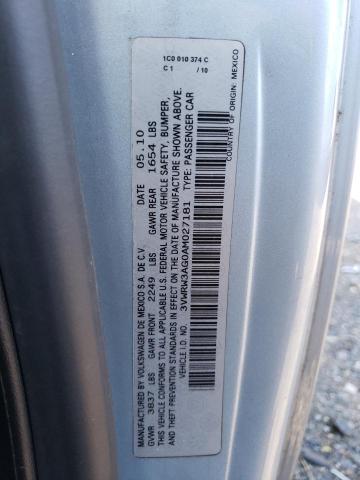 1C0 010 374 C
C 1 / 10
MANUFACTURED BY VOLKSWAGEN DE MEXICO S.A. DE C.V. DATE 05.10
GVWR 3837 LBS GAWR FRONT 2249 LBS GAWR REAR 1654 LBS
THIS VEHICLE CONFORMS TO ALL APPLICABLE U.S. FEDERAL MOTOR VEHICLE SAFETY, BUMPER,
AND THEFT PREVENTION STANDARDS IN EFFECT ON THE DATE OF MANUFACTURE SHOWN ABOVE.
VEHICLE I.D. NO. 3VWRW3AG0AM027181 TYPE: PASSENGER CAR
COUNTRY OF ORIGIN: MEXICO